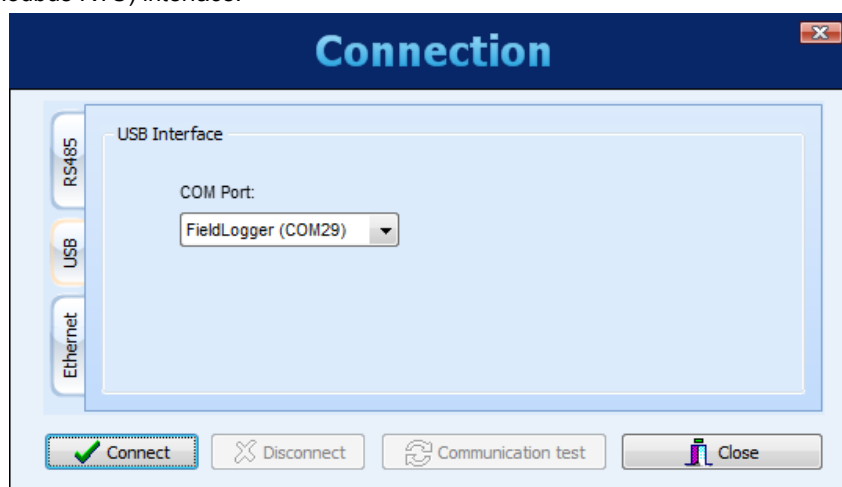 Connection
RS485
USB
Ethernet
USB Interface
COM Port:
FieldLogger (COM29)
Connect
Disconnect
Communication test
Close